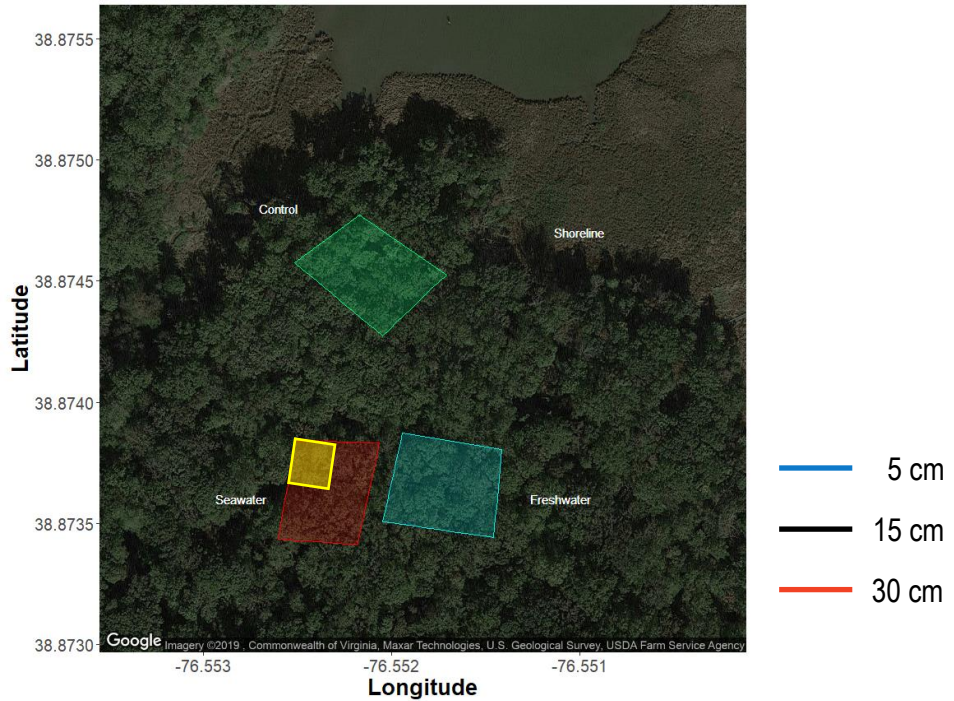 38.8755
38.8750
Control
Shoreline
38.8745
Latitude
38.8740
Seawater
Freshwater
38.8735
5 cm
15 cm
30 cm
38.8730
Google
Imagery ©2019 , Commonwealth of Virginia, Maxar Technologies, U.S. Geological Survey, USDA Farm Service Agency
-76.553
-76.552
-76.551
Longitude